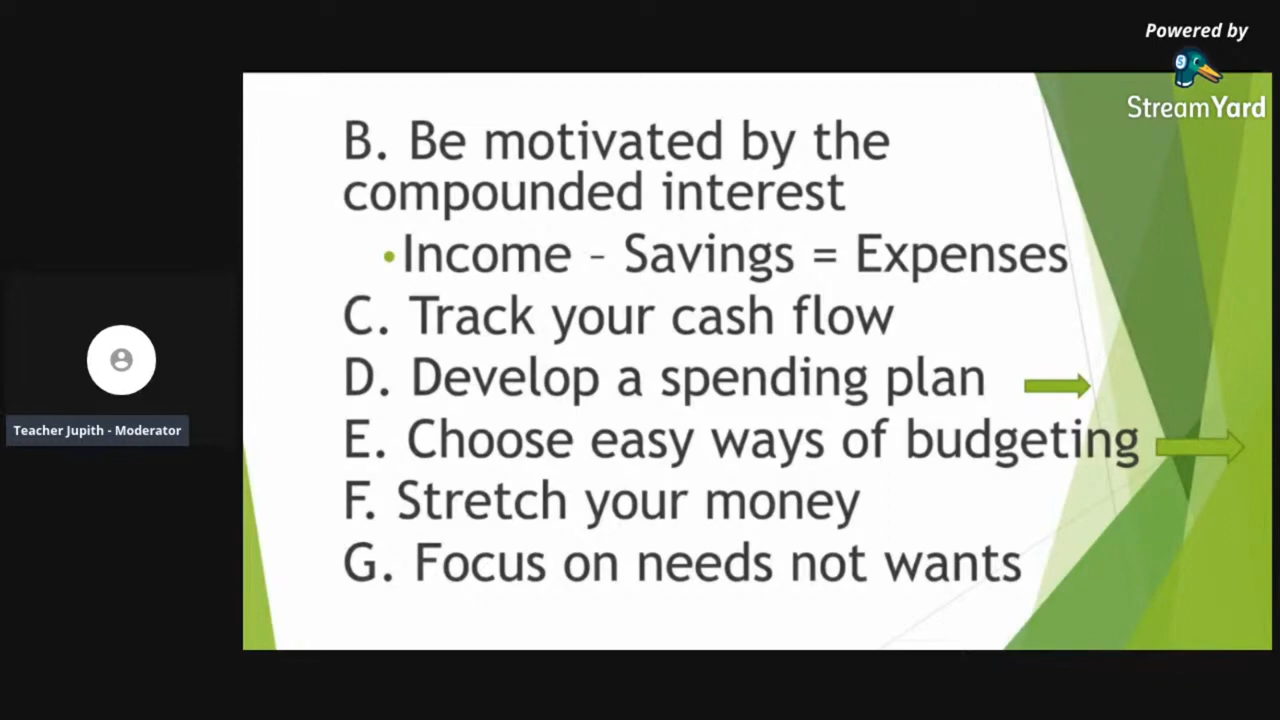 Powered by
StreamYard
B. Be motivated by the
compounded interest
•Income – Savings = Expenses
C. Track your cash flow
D. Develop a spending plan
E. Choose easy ways of budgeting
F. Stretch your money
G. Focus on needs not wants
Teacher Jupith - Moderator